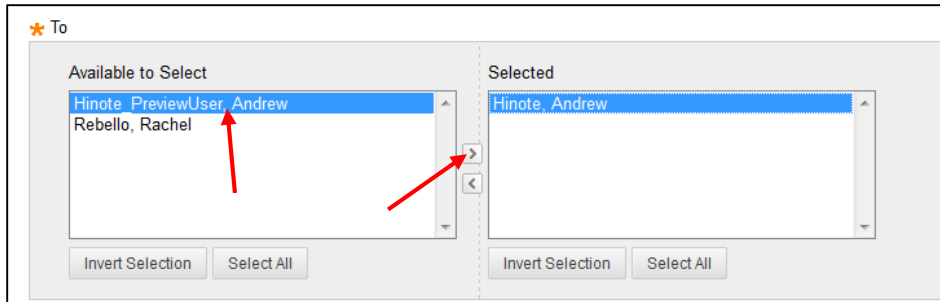 * To
Available to Select
Hinote_PreviewUser, Andrew
Rebello, Rachel
Invert Selection
Select All
>
<
Selected
Hinote, Andrew
Invert Selection
Select All